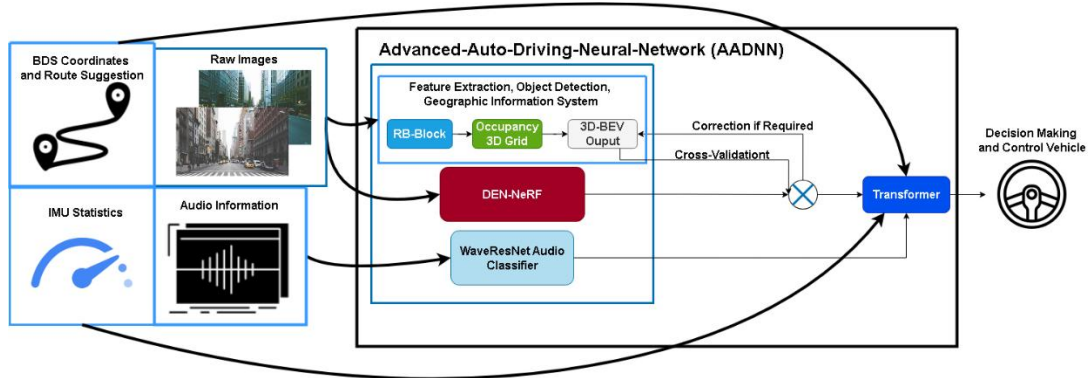 BDS Coordinates
and Route Suggestion
Raw Images
IMU Statistics
Audio Information
Advanced-Auto-Driving-Neural-Network (AADNN)
Feature Extraction, Object Detection,
Geographic Information System
RB-Block
Occupancy
3D Grid
3D-BEV
Ouput
Correction if Required
Cross-Validationt
DEN-NeRF
WaveResNet Audio
Classifier
Transformer
Decision Making
and Control Vehicle